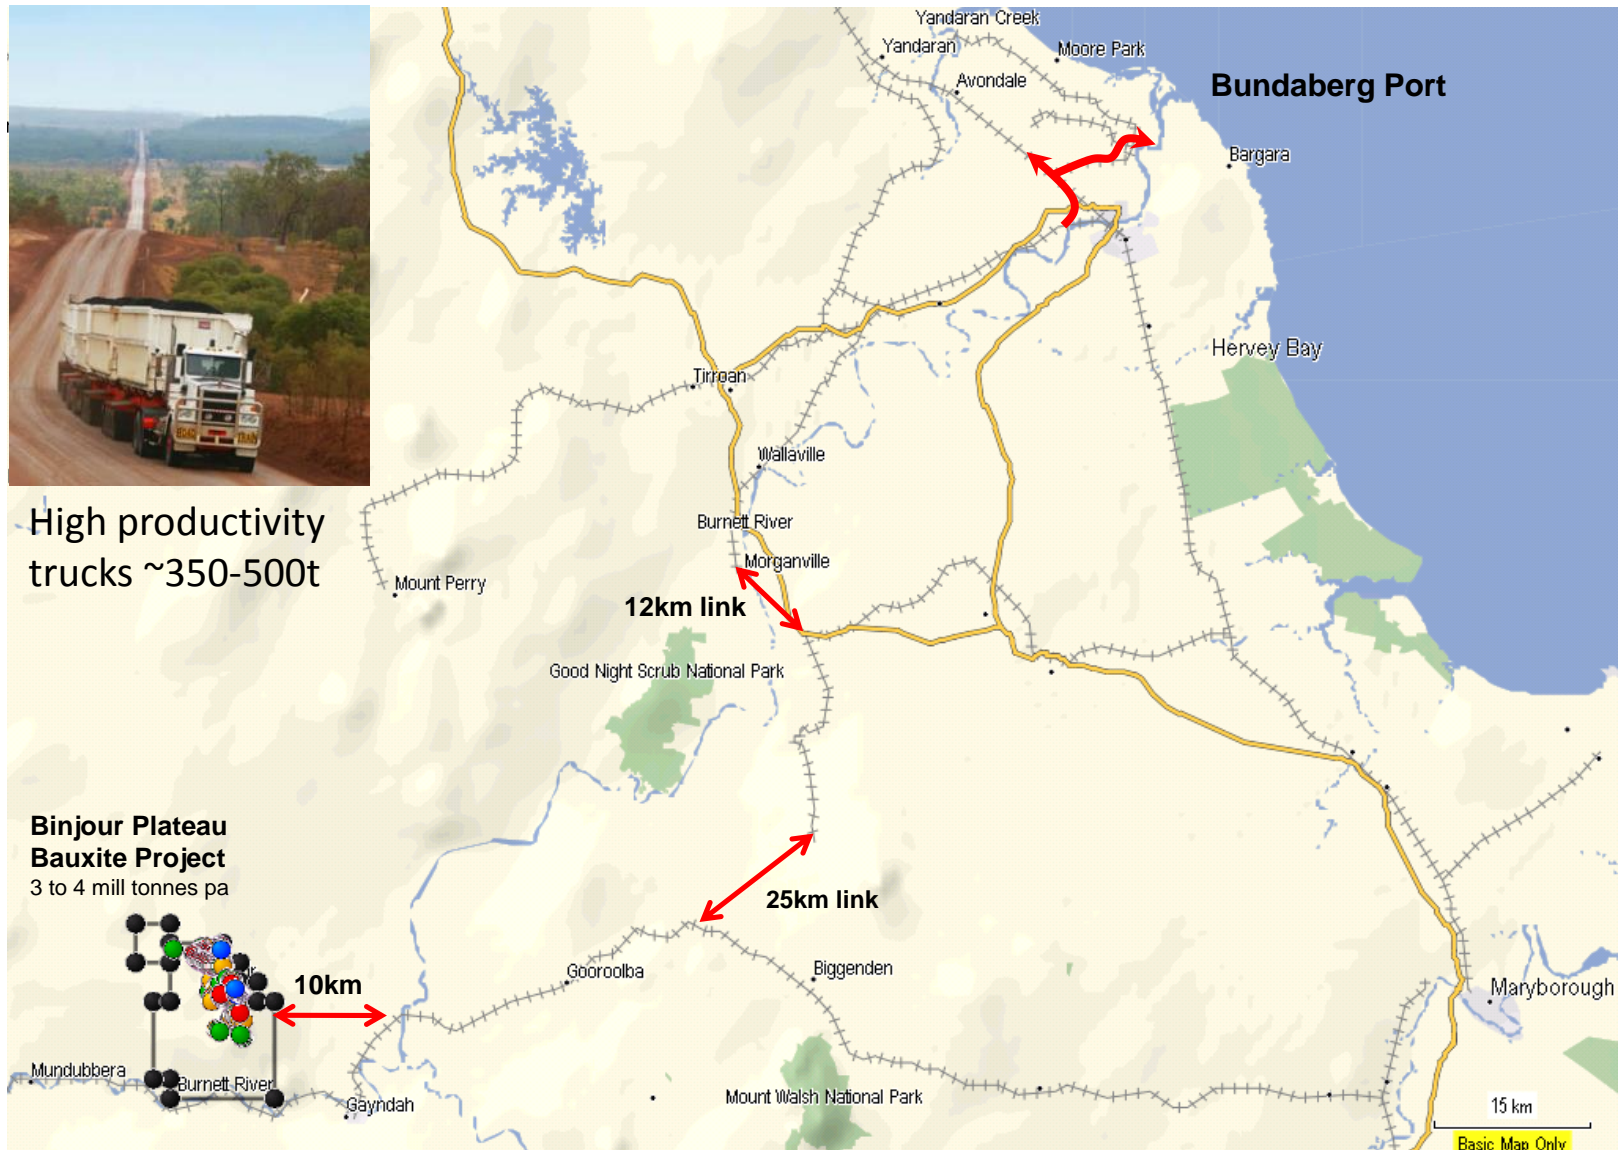 Yandaran Creek
Yandaran
Moore Park
Avondale
Bundaberg Port
Bargara
Hervey Bay
Tirroan
Wallaville
High productivity
trucks ~350-500t
Burnett River
Morganville
Mount Perry
12km link
Good Night Scrub National Park
Binjour Plateau
Bauxite Project
3 to 4 mill tonnes pa
25km link
Gooroolba
Biggenden
10km
Maryborough
Mundubbera
Burnett River
Gayndah
Mount Walsh National Park
15 km
Basic Map Only
ROAD
TRAIN